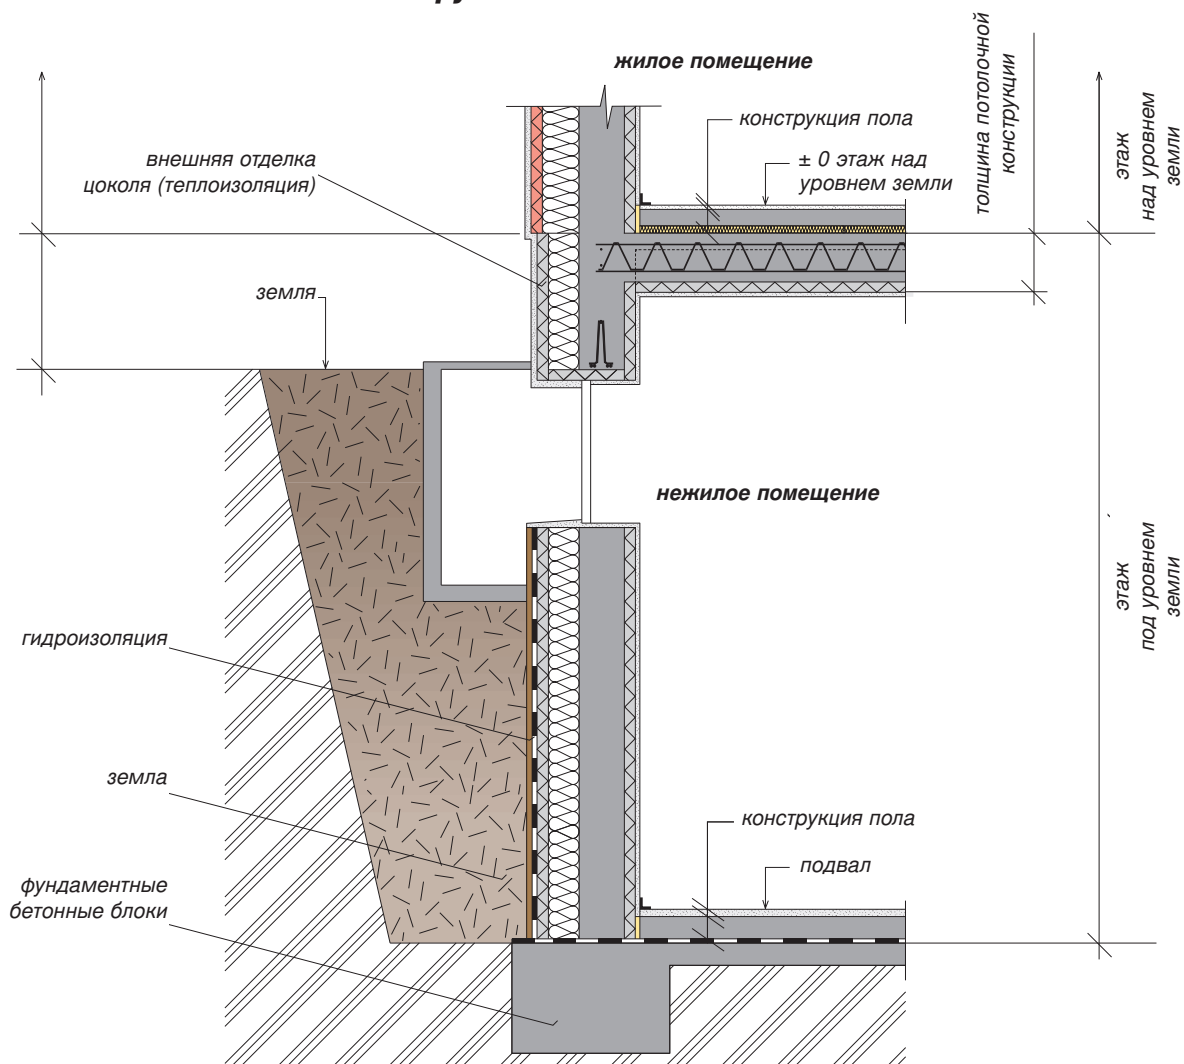 жилое помещение
толщина потолочной
конструкции
этаж
над уровнем
земли
конструкция пола
внешняя отделка
цоколя (теплоизоляция)
± 0 этаж над
уровнем земли
земля
нежилое помещение
этаж
под уровнем
земли
гидроизоляция
земла
конструкция пола
подвал
фундаментные
бетонные блоки